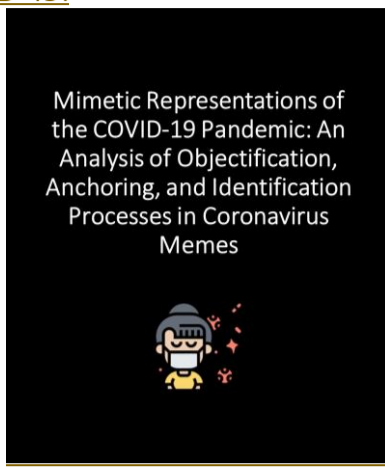 Mimetic Representations of
the COVID-19 Pandemic: An
Analysis of Objectification,
Anchoring, and Identification
Processes in Coronavirus
Memes